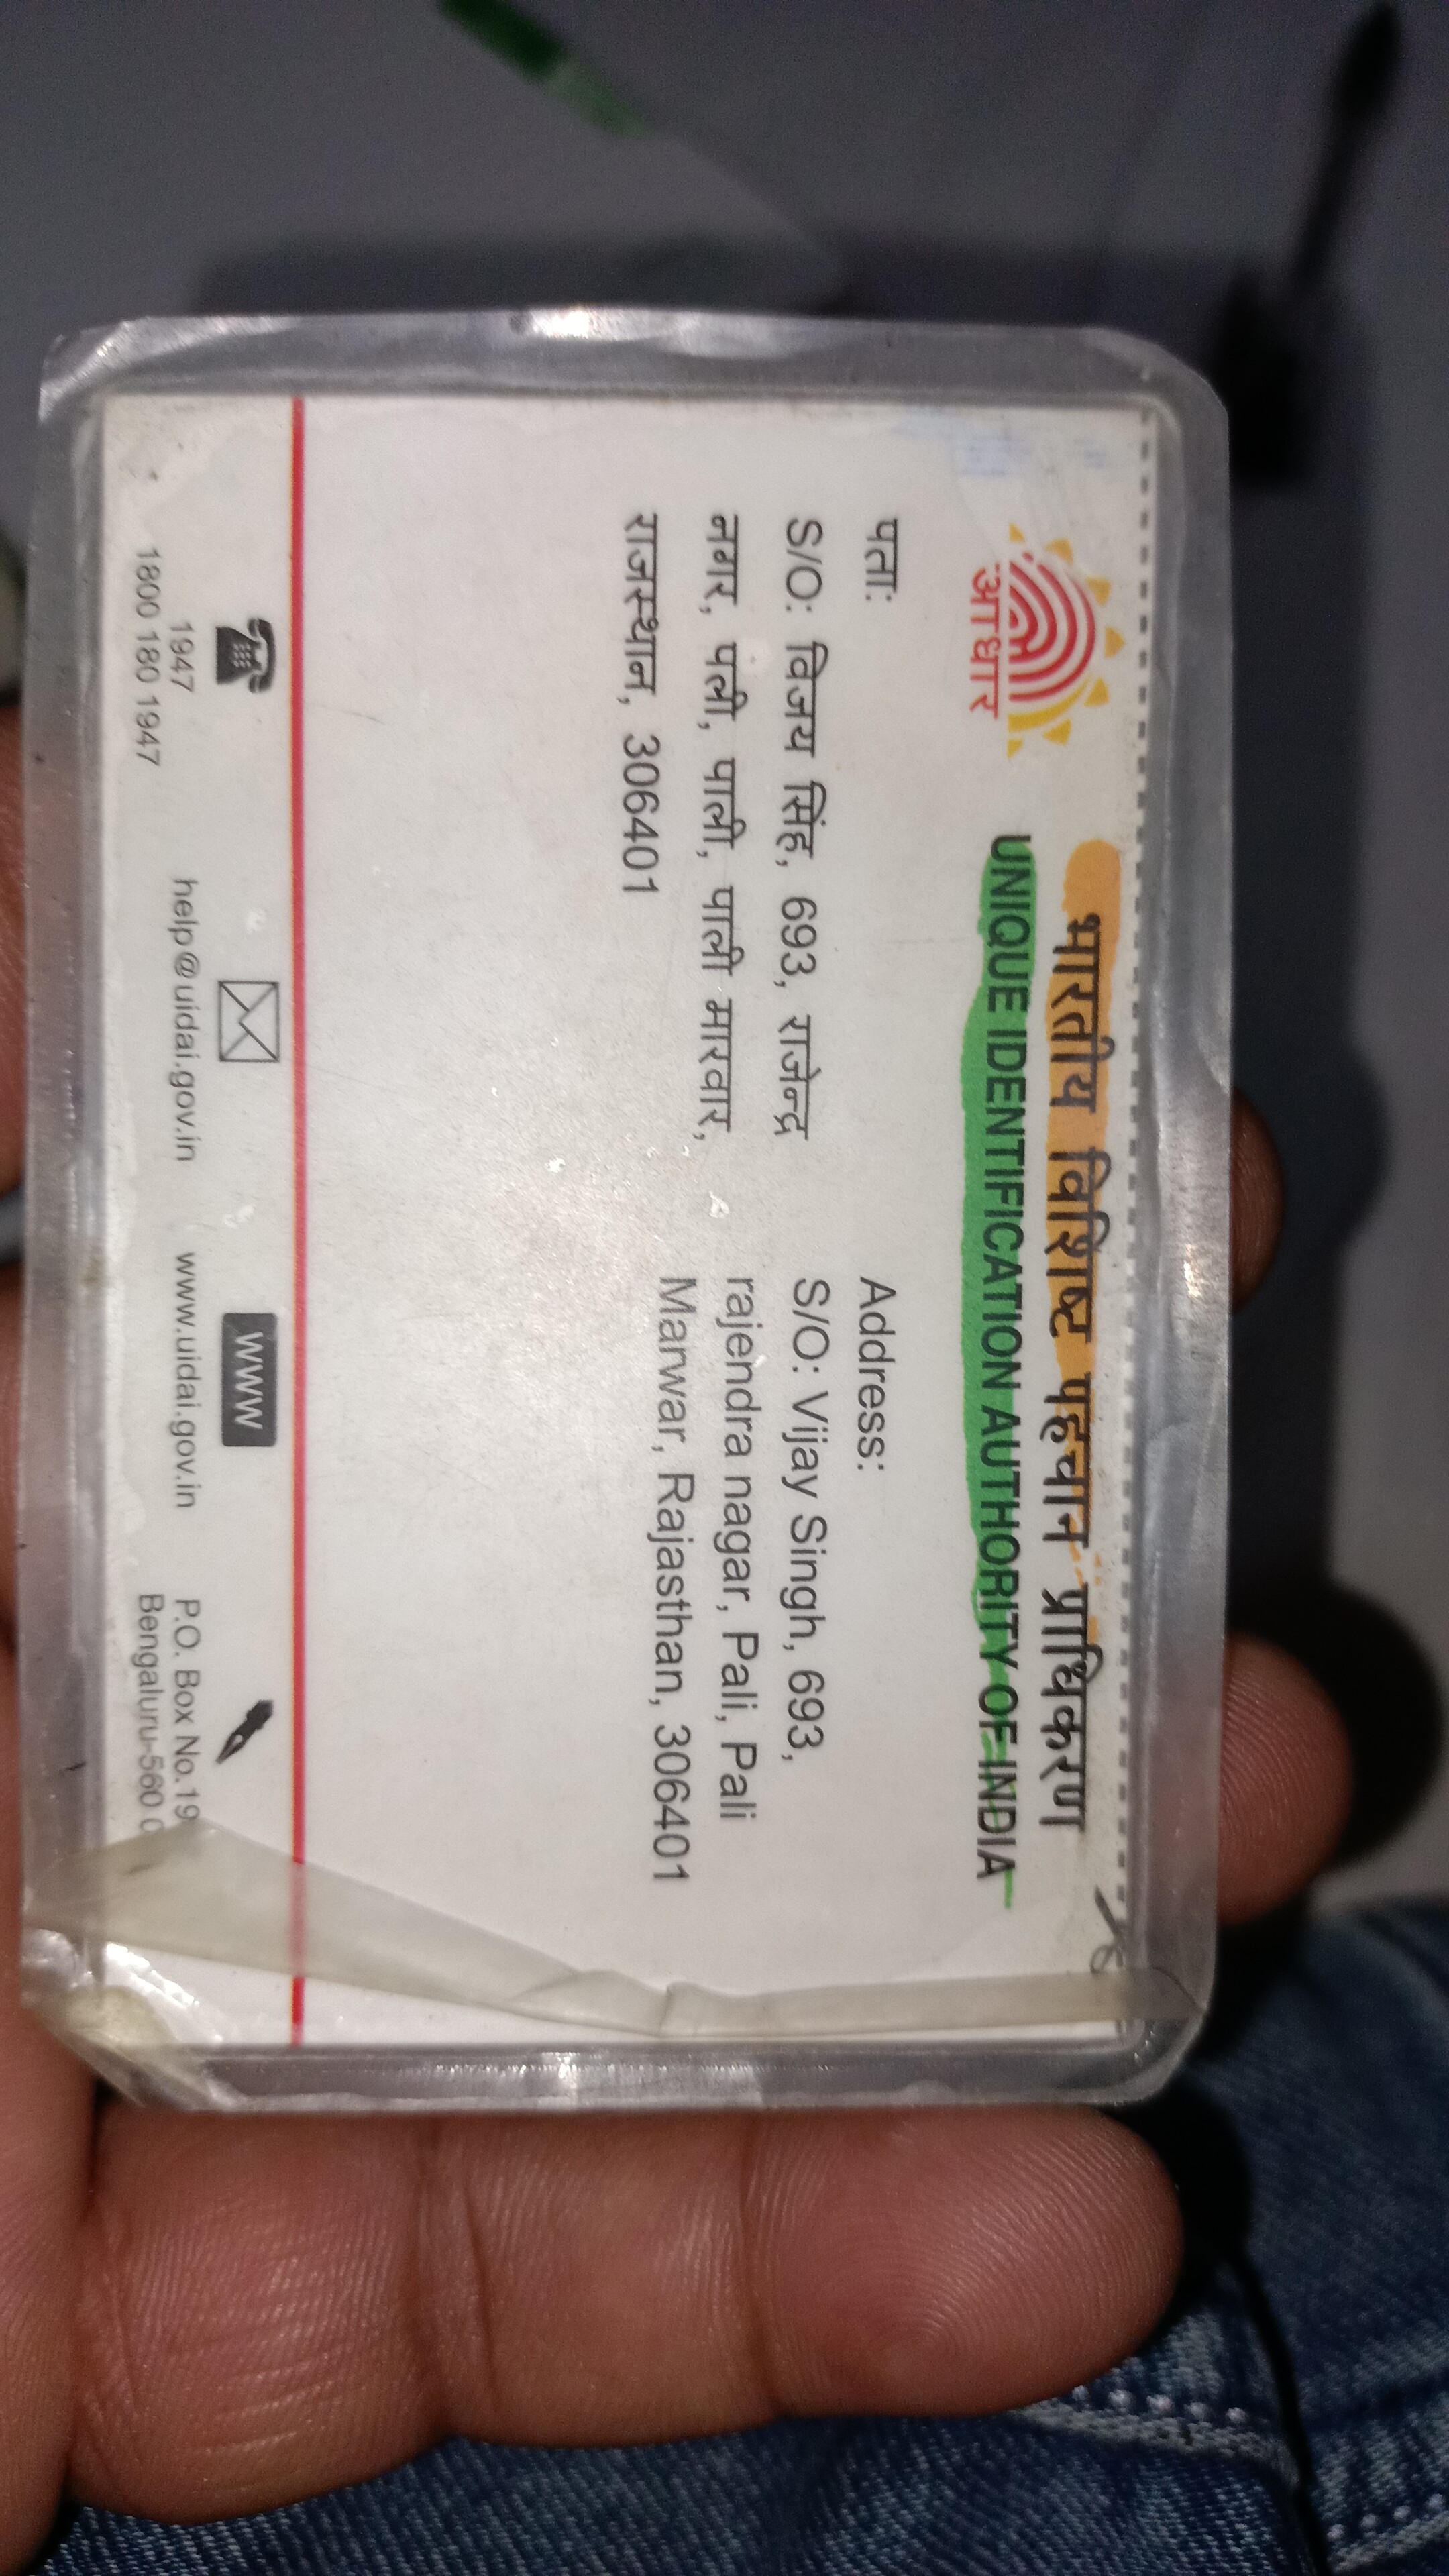 भारतीय विशिष्ट पहचान प्राधिकरण
UNIQUE IDENTIFICATION AUTHORITY OF INDIA
आधार
पता:
S/O: विजय सिंह, 693, राजेन्द्र
नगर, पली, पाली, पाली मारवार,
राजस्थान, 306401
Address:
S/O: Vijay Singh, 693,
rajendra nagar, Pali, Pali
Marwar, Rajasthan, 306401
1947
1800 180 1947
help@uidai.gov.in
WWW
www.uidai.gov.in
P.O. Box No.19
Bengaluru-560 0